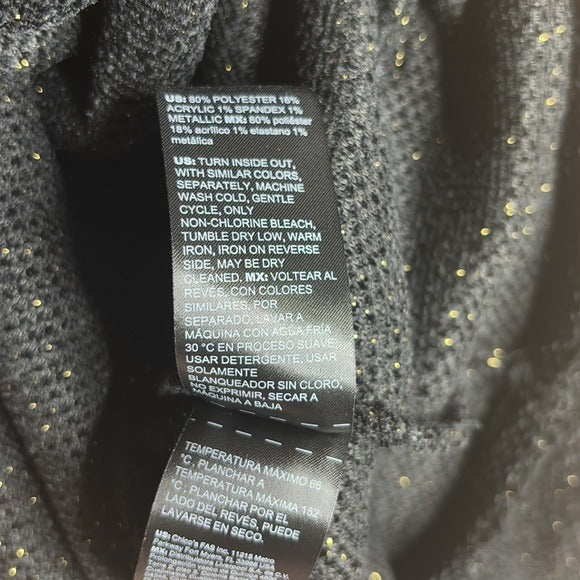 US: 80% POLYESTER 18%
ACRYLIC 1% SPANDEX 1%
METALLIC MX: 80% poliéster
18% acrílico 1% elastano 1%
metálica
US: TURN INSIDE OUT,
WITH SIMILAR COLORS,
SEPARATELY, MACHINE
WASH COLD, GENTLE
CYCLE, ONLY
NON-CHLORINE BLEACH,
TUMBLE DRY LOW, WARM
IRON, IRON ON REVERSE
SIDE, MAY BE DRY
CLEANED. MX: VOLTEAR AL
REVÉS, CON COLORES
SIMILARES, POR
SEPARADO, LAVAR A
MÁQUINA CON AGUA FRÍA
30 °C EN PROCESO SUAVE,
USAR DETERGENTE, USAR
SOLAMENTE
BLANQUEADOR SIN CLORO,
NO EXPRIMIR, SECAR A
MÁQUINA A BAJA
TEMPERATURA MÁXIMO 66
°C , PLANCHAR A
TEMPERATURA MÁXIMA 152
°C, PLANCHAR POR EL
LADO DEL REVÉS, PUEDE
LAVARSE EN SECO.
US: Chico's FAS Inc. 11215 Metro
Parkway Fort Myers, FL
MX: Distribuidora Liverpool
Prolongación